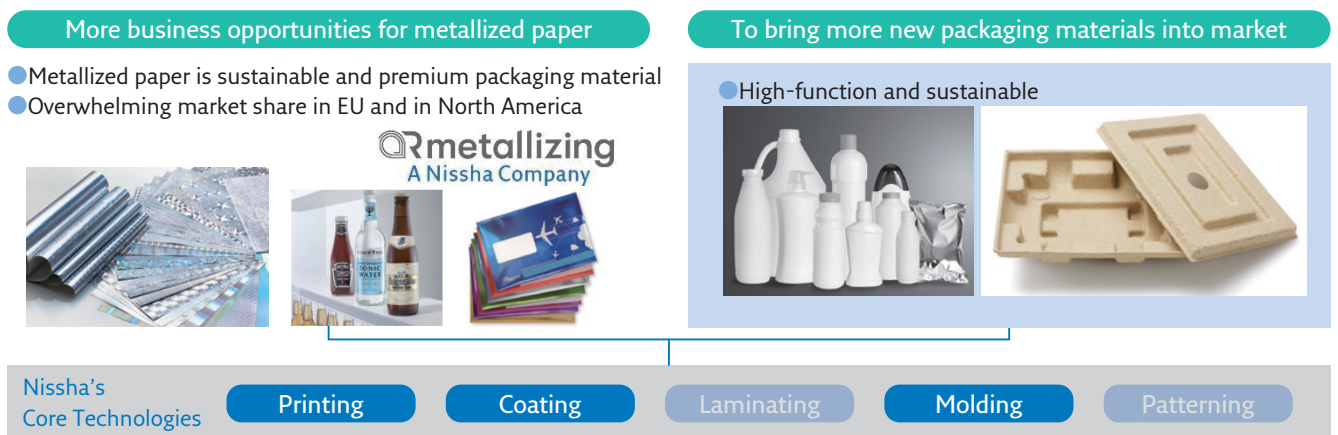 More business opportunities for metallized paper
Metallized paper is sustainable and premium packaging material
Overwhelming market share in EU and in North America
ARmetallizing
A Nissha Company
HEINZ
TONIC
WATER
To bring more new packaging materials into market
High-function and sustainable
Nissha's
Core Technologies
Printing
Coating
Laminating
Molding
Patterning